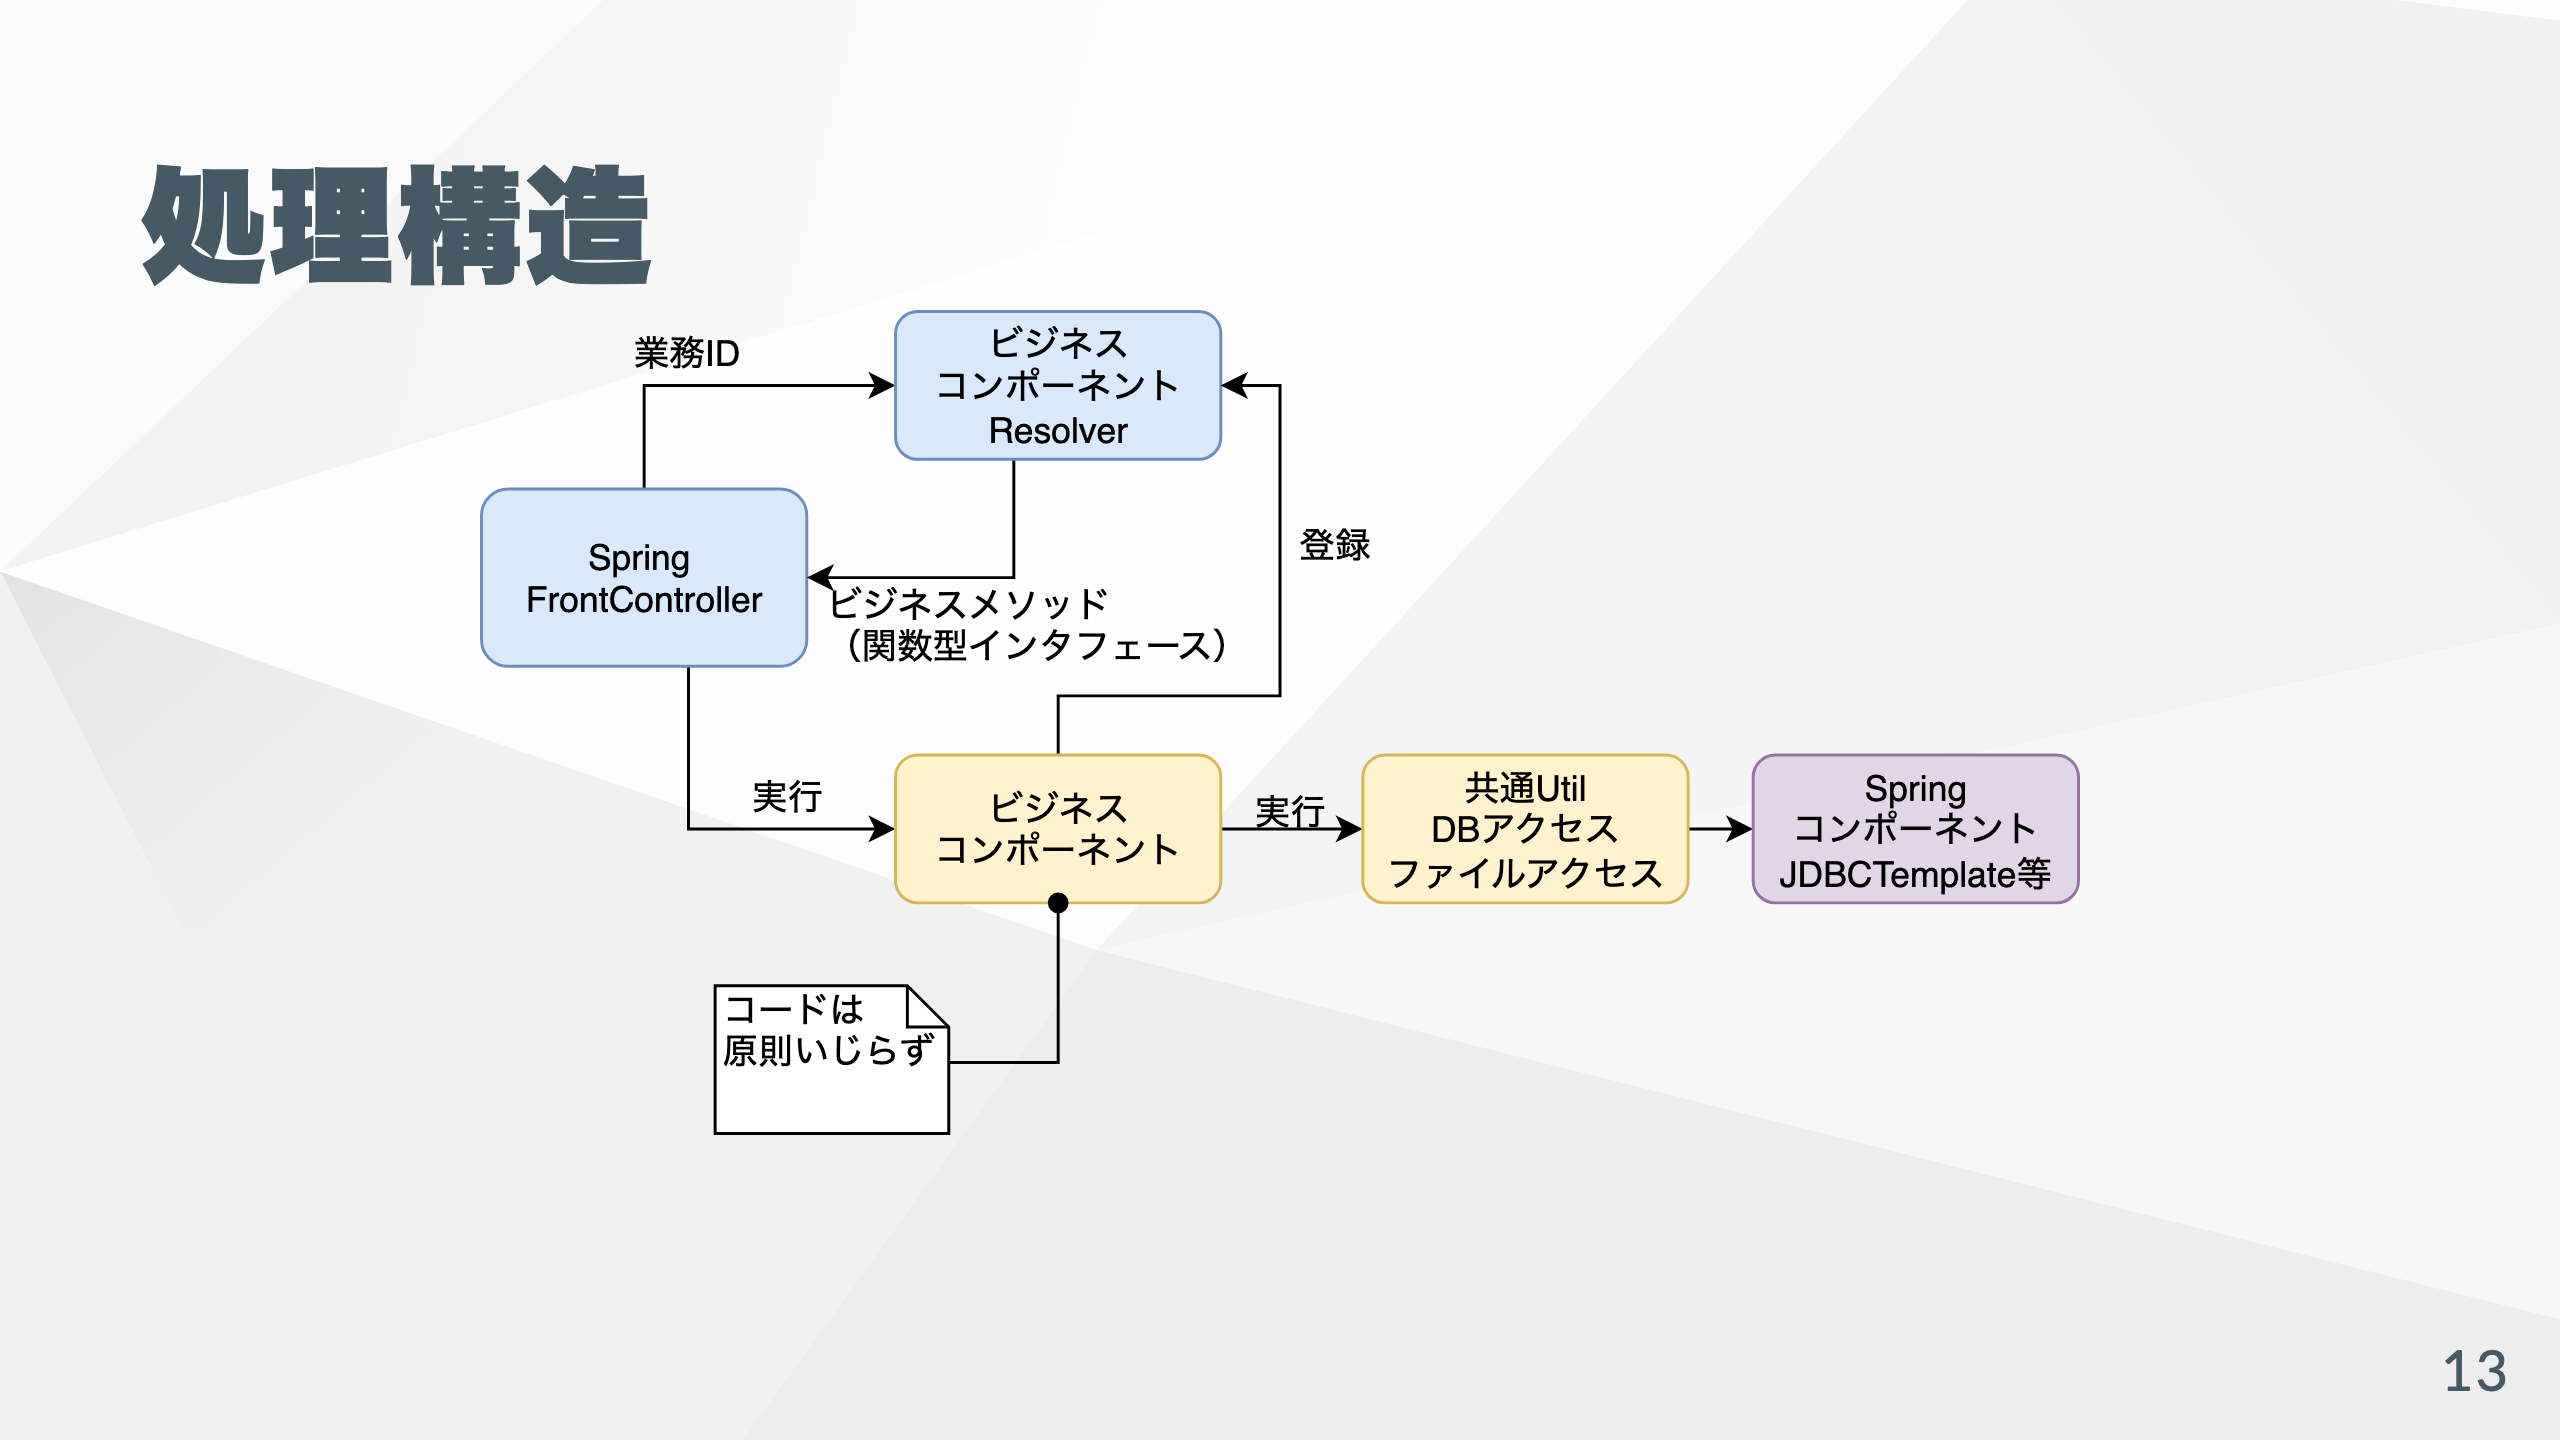 処理構造
業務ID
ビジネス
コンポーネント
Resolver
Spring
FrontController
ビジネスメソッド
（関数型インタフェース）
登録
実行
ビジネス
コンポーネント
実行
共通Util
DBアクセス
ファイルアクセス
Spring
コンポーネント
JDBCTemplate等
コードは
原則いじらず
13